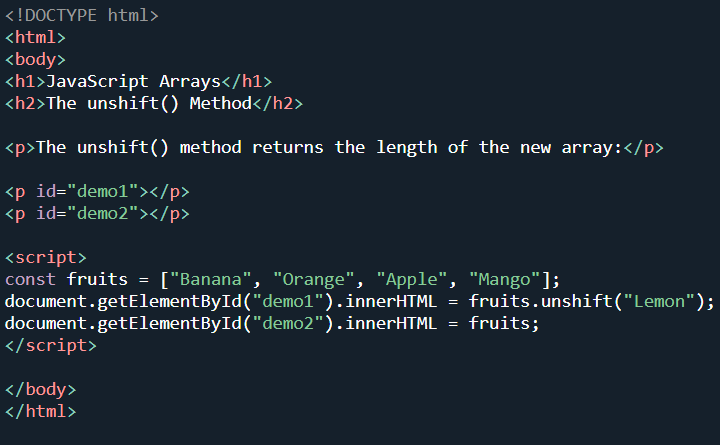 <!DOCTYPE html>
<html>
<body>
<h1>JavaScript Arrays</h1>
<h2>The unshift() Method</h2>
<p>The unshift() method returns the length of the new array:</p>
<p id="demo1"></p>
<p id="demo2"></p>
<script>
const fruits = ["Banana", "Orange", "Apple", "Mango"];
document.getElementById("demo1").innerHTML = fruits.unshift("Lemon");
document.getElementById("demo2").innerHTML = fruits;
</script>
</body>
</html>